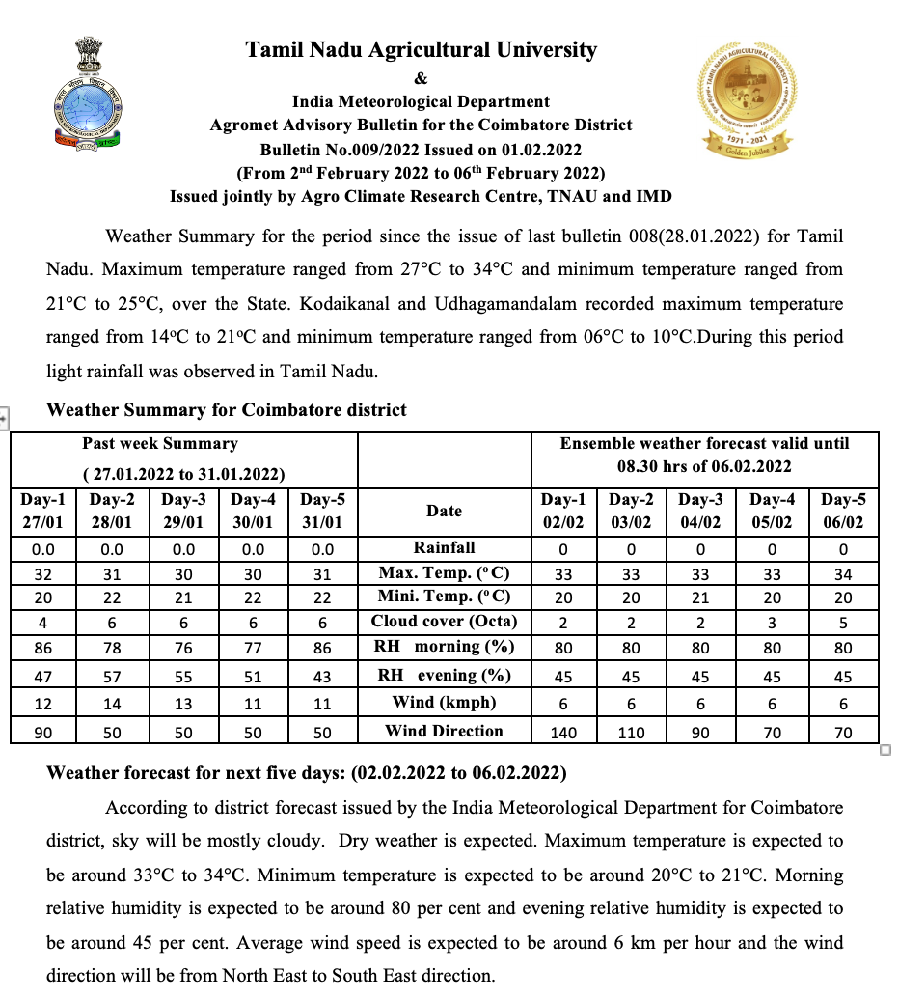 Tamil Nadu Agricultural University
&
India Meteorological Department
Agromet Advisory Bulletin for the Coimbatore District
Bulletin No.009/2022 Issued on 01.02.2022
(From 2nd February 2022 to 06th February 2022)
Issued jointly by Agro Climate Research Centre, TNAU and IMD
TAMIL NADU AGRICULTURAL UNIVERSITY
1971 - 2021
Golden Jubilee
Weather Summary for the period since the issue of last bulletin 008(28.01.2022) for Tamil
Nadu. Maximum temperature ranged from 27°C to 34°C and minimum temperature ranged from
21°C to 25°C, over the State. Kodaikanal and Udhagamandalam recorded maximum temperature
ranged from 14°C to 21°C and minimum temperature ranged from 06°C to 10°C.During this period
light rainfall was observed in Tamil Nadu.
Weather Summary for Coimbatore district
Past week Summary
( 27.01.2022 to 31.01.2022)
Ensemble weather forecast valid until
08.30 hrs of 06.02.2022
Day-1 Day-2 Day-3 Day-4 Day-5 Date Day-1 Day-2 Day-3 Day-4 Day-5
27/01 28/01 29/01 30/01 31/01 02/02 03/02 04/02 05/02 06/02
0.0 0.0 0.0 0.0 0.0 Rainfall 0 0 0 0 0
32 31 30 30 31 Max. Temp. (°C) 33 33 33 33 34
20 22 21 22 22 Mini. Temp. (°C) 20 20 21 20 20
4 6 6 6 6 Cloud cover (Octa) 2 2 2 3 5
86 78 76 77 86 RH morning (%) 80 80 80 80 80
47 57 55 51 43 RH evening (%) 45 45 45 45 45
12 14 13 11 11 Wind (kmph) 6 6 6 6 6
90 50 50 50 50 Wind Direction 140 110 90 70 70
Weather forecast for next five days: (02.02.2022 to 06.02.2022)
According to district forecast issued by the India Meteorological Department for Coimbatore
district, sky will be mostly cloudy. Dry weather is expected. Maximum temperature is expected to
be around 33°C to 34°C. Minimum temperature is expected to be around 20°C to 21°C. Morning
relative humidity is expected to be around 80 per cent and evening relative humidity is expected to
be around 45 per cent. Average wind speed is expected to be around 6 km per hour and the wind
direction will be from North East to South East direction.